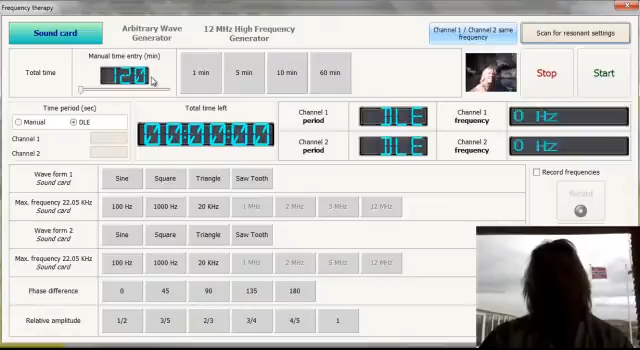 Frequency therapy
Sound card
Arbitrary Wave Generator
12 MHz High Frequency Generator
Channel 1 / Channel 2 same frequency
Scan for resonant settings
Manual time entry (min)
Total time
120
1 min
5 min
10 min
60 min
Stop
Start
Time period (sec)
Manual
DLE
Channel 1
Channel 2
Total time left
00:00:00
Channel 1 period
DLE
Channel 1 frequency
0 Hz
Channel 2 period
DLE
Channel 2 frequency
0 Hz
Record frequencies
Record
Wave form 1
Sound card
Sine
Square
Triangle
Saw Tooth
Max. frequency 22.05 KHz
Sound card
100 Hz
1000 Hz
20 KHz
1 MHz
2 MHz
5 MHz
12 MHz
Wave form 2
Sound card
Sine
Square
Triangle
Saw Tooth
Max. frequency 22.05 KHz
Sound card
100 Hz
1000 Hz
20 KHz
1 MHz
2 MHz
5 MHz
12 MHz
Phase difference
0
45
90
135
180
Relative amplitude
1/2
3/5
2/3
3/4
4/5
1